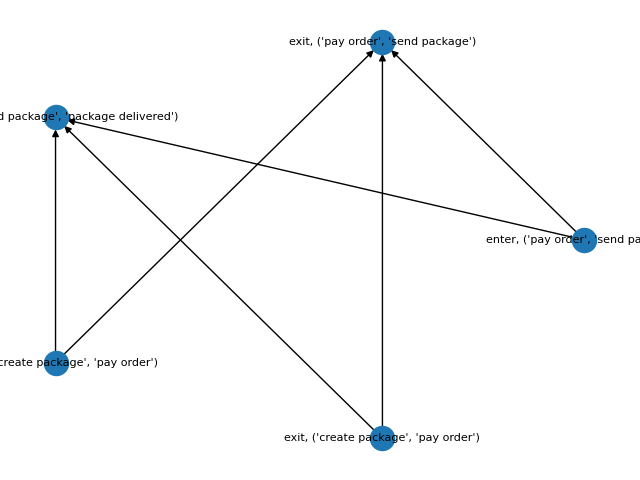 exit, ('pay order', 'send package')
package', 'package delivered')
enter, ('pay order', 'send
create package', 'pay order')
exit, ('create package', 'pay order')